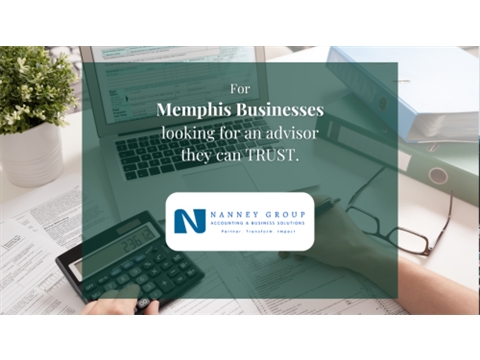 For
Memphis Businesses
looking for an advisor
they can TRUST.
N NANNEY GROUP
ACCOUNTING & BUSINESS SOLUTIONS
Partner. Transform. Impact